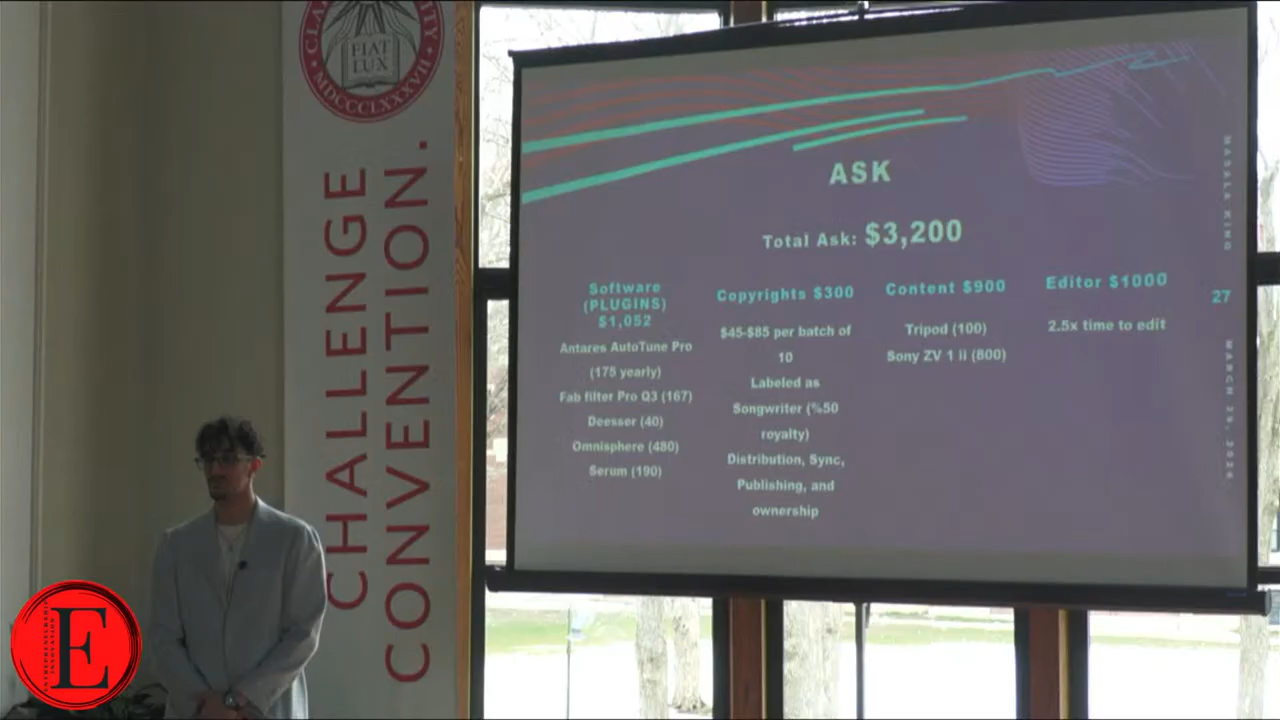 FIAT
LUX
MDCCCLXXXVII
CHALLENGE
CONVENTION.
ASK
Total Ask: $3,200
Software
(PLUGINS)
$1,052
Antares AutoTune Pro
(175 yearly)
Fab filter Pro Q3 (167)
Deesser (40)
Omnisphere (480)
Serum (190)
Copyrights $300
$45-$85 per batch of
10
Labeled as
Songwriter (%50
royalty)
Distribution, Sync,
Publishing, and
ownership
Content $900
Tripod (100)
Sony ZV 1 ii (800)
Editor $1000
2.5x time to edit
27
E
ENTREPRENEURSHIP
INNOVATION